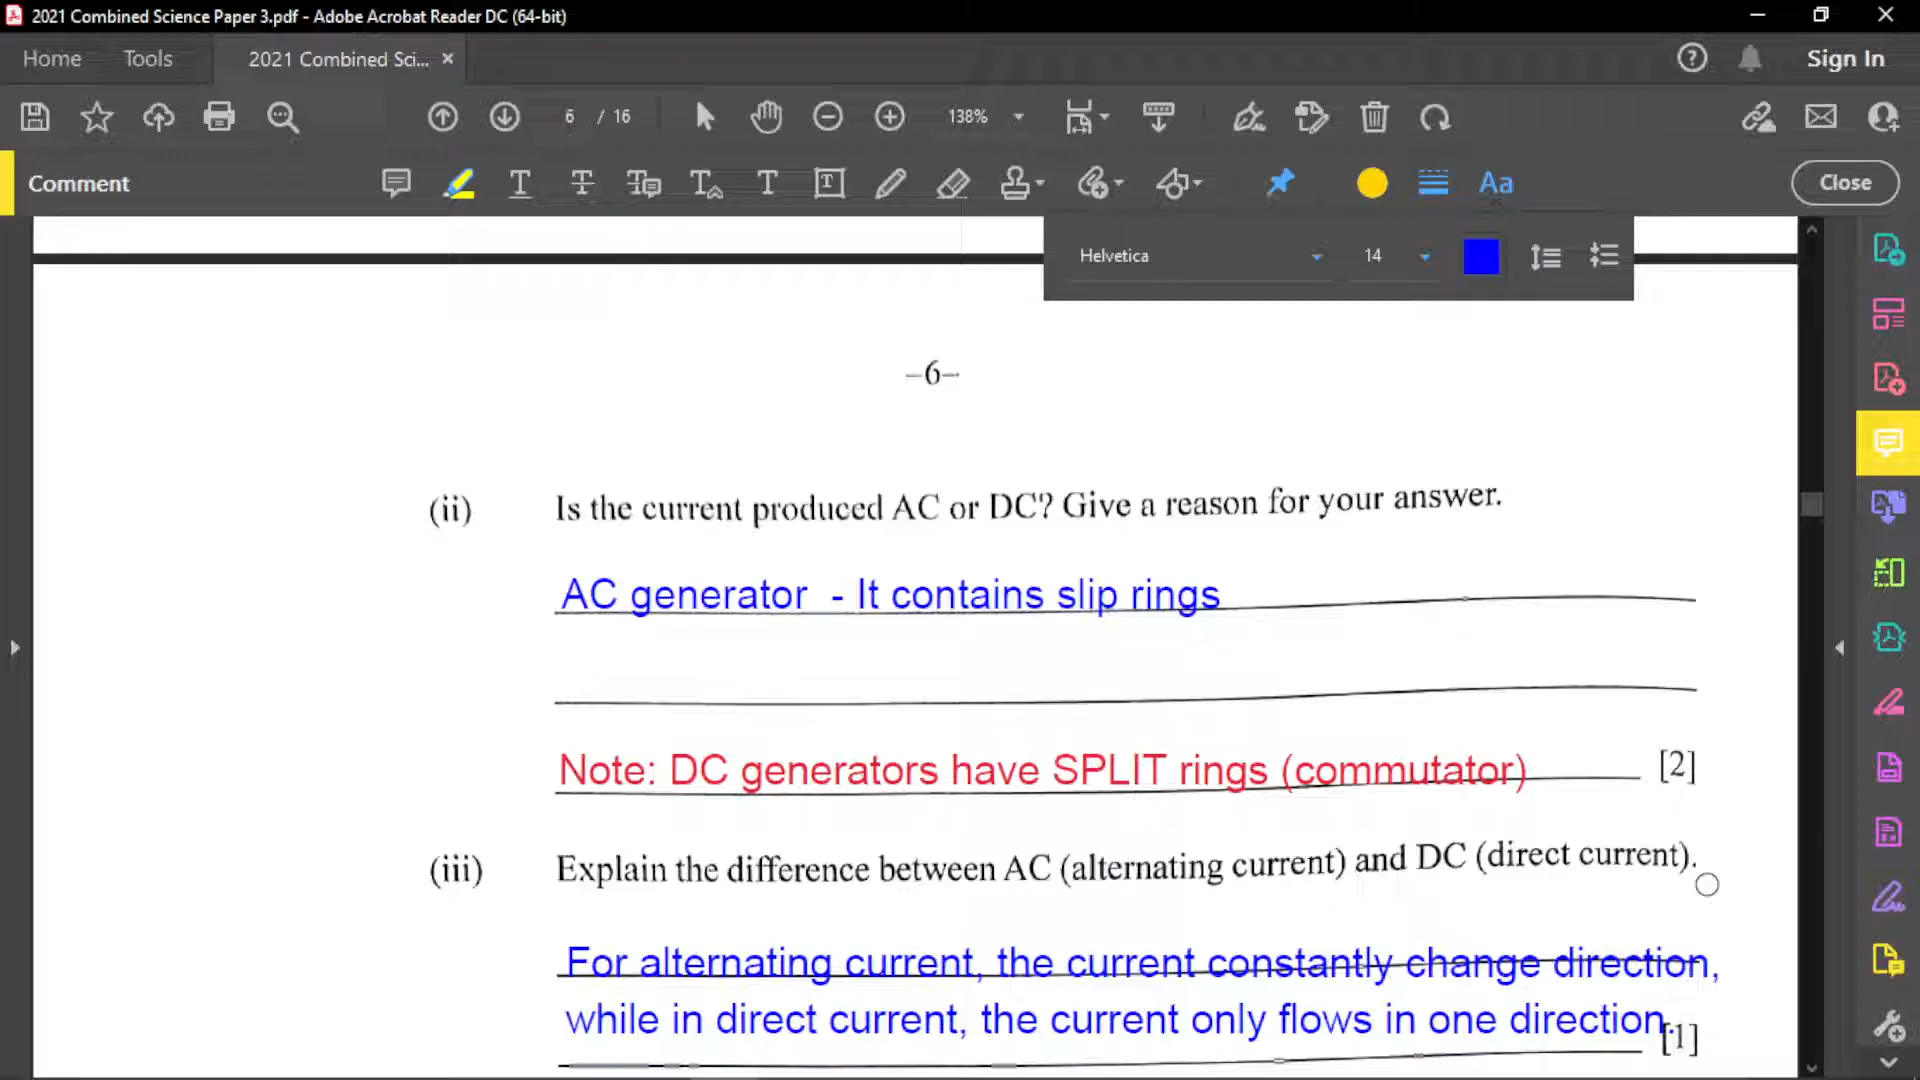 2021 Combined Science Paper 3.pdf - Adobe Acrobat Reader DC (64-bit)
Home Tools 2021 Combined Sci... × Sign In
6 / 16 138%
Comment Close
Helvetica 14
–6–
(ii) Is the current produced AC or DC? Give a reason for your answer.
AC generator - It contains slip rings
Note: DC generators have SPLIT rings (commutator) [2]
(iii) Explain the difference between AC (alternating current) and DC (direct current).
For alternating current, the current constantly change direction,
while in direct current, the current only flows in one direction.
[1]